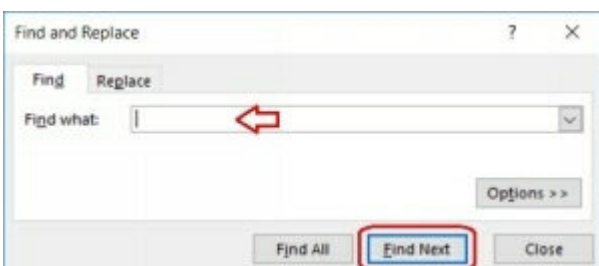 Find and Replace ? ×
Find Replace
Find what:
Options >>
Find All Find Next Close